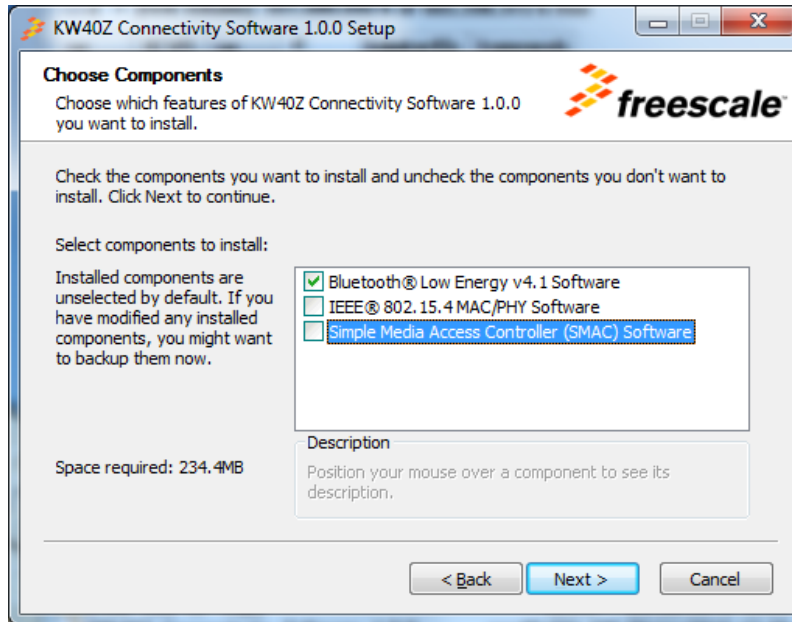 KW40Z Connectivity Software 1.0.0 Setup
Choose Components
Choose which features of KW40Z Connectivity Software 1.0.0
you want to install.
freescale™
Check the components you want to install and uncheck the components you don't want to
install. Click Next to continue.
Select components to install:
Installed components are
unselected by default. If you
have modified any installed
components, you might want
to backup them now.
Bluetooth® Low Energy v4.1 Software
IEEE® 802.15.4 MAC/PHY Software
Simple Media Access Controller (SMAC) Software
Space required: 234.4MB
Description
Position your mouse over a component to see its
description.
< Back
Next >
Cancel